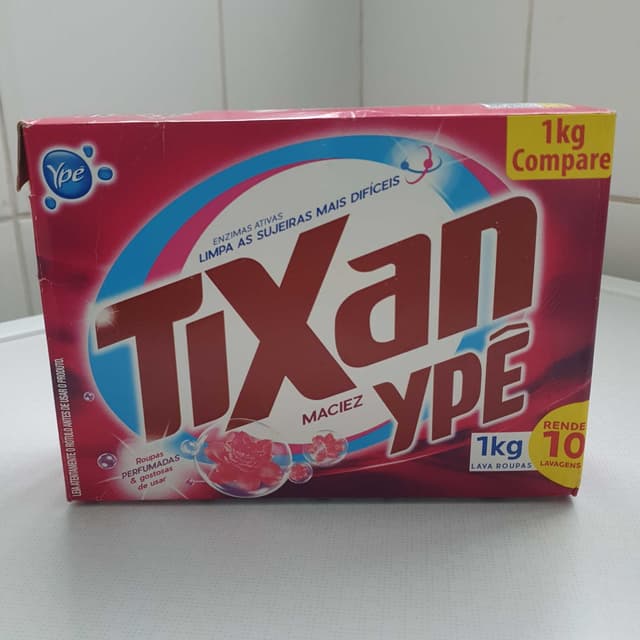 Ypê
1kg
Compare
ENZIMAS ATIVAS
LIMPA AS SUJEIRAS MAIS DIFÍCEIS
TiXan
MACIEZ
YPÊ
Roupas
PERFUMADAS
& gostosas
de usar
1kg
LAVA ROUPAS
RENDE
10
LAVAGENS
LEIA ATENTAMENTE O RÓTULO ANTES DE USAR O PRODUTO.